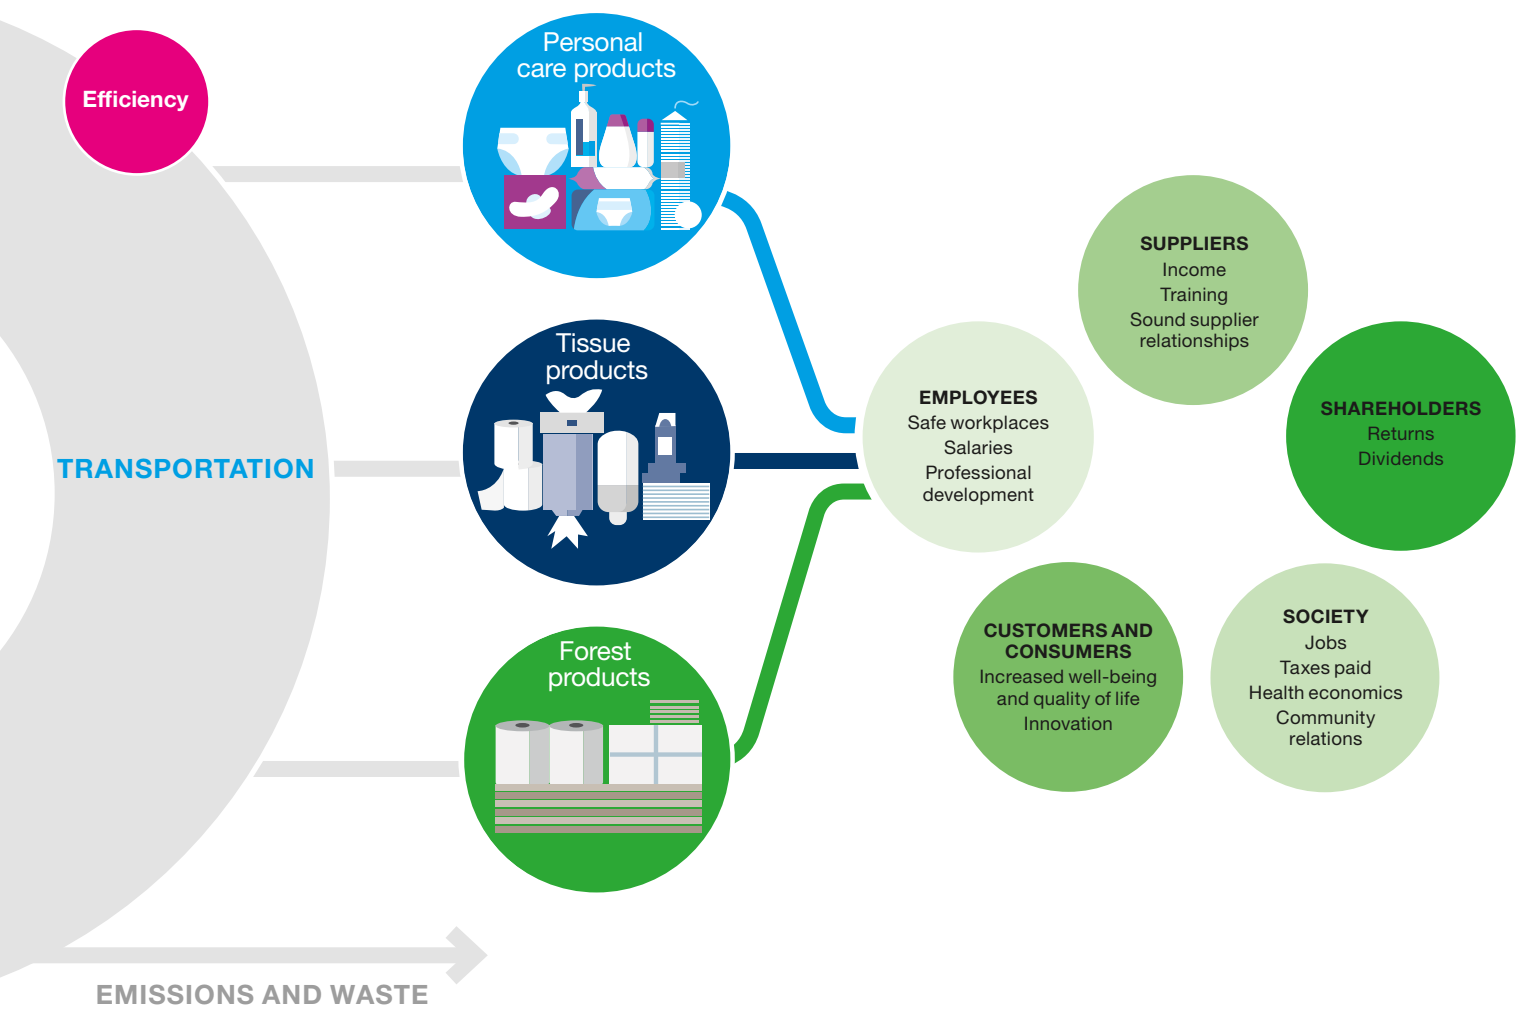 Efficiency
TRANSPORTATION
EMISSIONS AND WASTE
Personal
care products
Tissue
products
Forest
products
EMPLOYEES
Safe workplaces
Salaries
Professional
development
SUPPLIERS
Income
Training
Sound supplier
relationships
SHAREHOLDERS
Returns
Dividends
CUSTOMERS AND
CONSUMERS
Increased well-being
and quality of life
Innovation
SOCIETY
Jobs
Taxes paid
Health economics
Community
relations